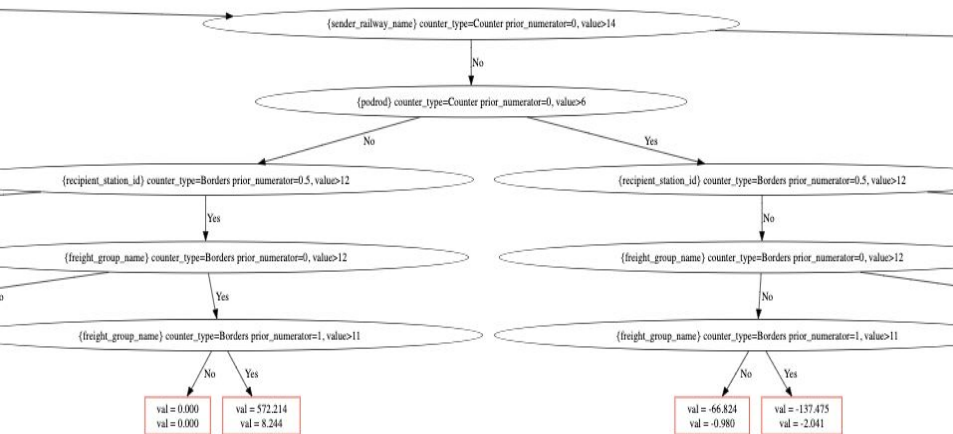 {sender_railway_name} counter_type=Counter prior_numerator=0, value>14
No
{podrod} counter_type=Counter prior_numerator=0, value>6
No
Yes
{recipient_station_id} counter_type=Borders prior_numerator=0.5, value>12
{recipient_station_id} counter_type=Borders prior_numerator=0.5, value>12
Yes
No
{freight_group_name} counter_type=Borders prior_numerator=0, value>12
{freight_group_name} counter_type=Borders prior_numerator=0, value>12
Yes
No
{freight_group_name} counter_type=Borders prior_numerator=1, value>11
{freight_group_name} counter_type=Borders prior_numerator=1, value>11
No
Yes
No
Yes
val = 0.000
val = 0.000
val = 572.214
val = 8.244
val = -66.824
val = -0.980
val = -137.475
val = -2.041